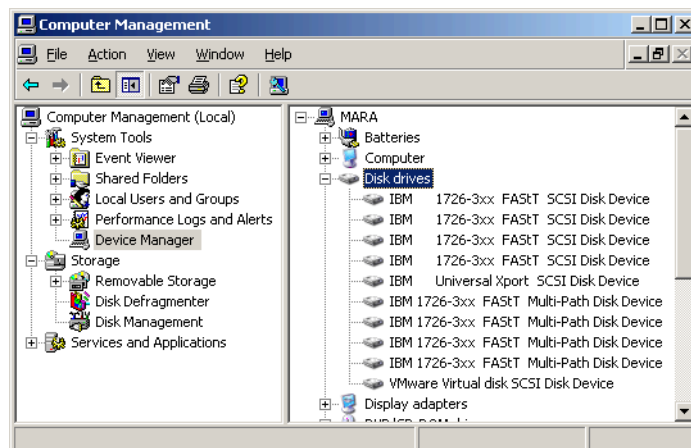 Computer Management
File Action View Window Help
Computer Management (Local)
System Tools
Event Viewer
Shared Folders
Local Users and Groups
Performance Logs and Alerts
Device Manager
Storage
Removable Storage
Disk Defragmenter
Disk Management
Services and Applications
MARA
Batteries
Computer
Disk drives
IBM 1726-3xx FAStT SCSI Disk Device
IBM 1726-3xx FAStT SCSI Disk Device
IBM 1726-3xx FAStT SCSI Disk Device
IBM 1726-3xx FAStT SCSI Disk Device
IBM Universal Xport SCSI Disk Device
IBM 1726-3xx FAStT Multi-Path Disk Device
IBM 1726-3xx FAStT Multi-Path Disk Device
IBM 1726-3xx FAStT Multi-Path Disk Device
IBM 1726-3xx FAStT Multi-Path Disk Device
VMware Virtual disk SCSI Disk Device
Display adapters